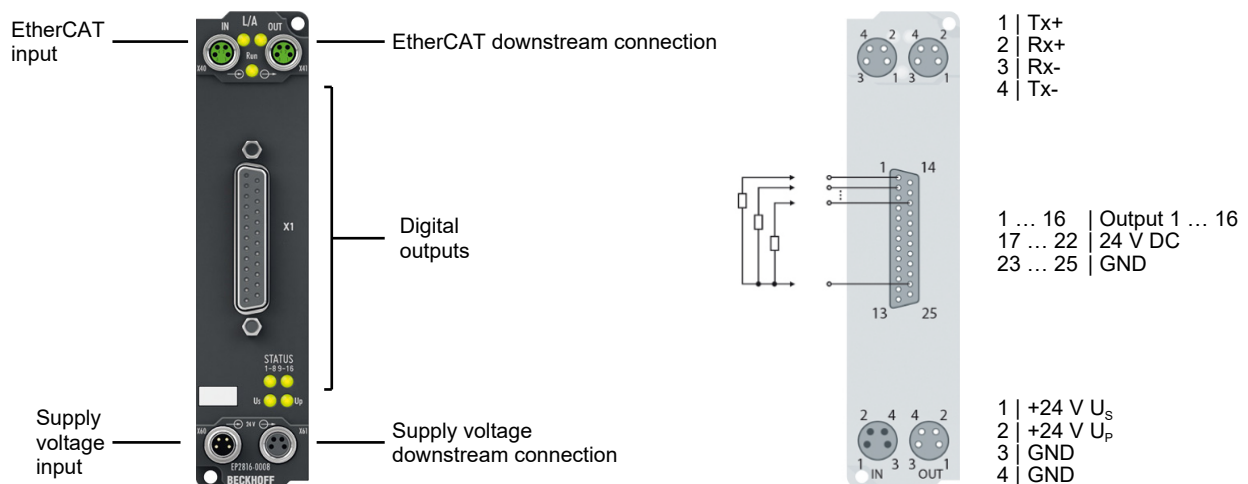 EtherCAT
input
IN
L/A
OUT
Run
X40
X41
EtherCAT downstream connection
X1
Digital
outputs
STATUS
1-8 9-16
Us
Up
Supply
voltage
input
X60
24 V
X61
Supply voltage
downstream connection
EP2816-0008
BECKHOFF
4 2 4 2
3 1 3 1
1 | Tx+
2 | Rx+
3 | Rx-
4 | Tx-
1 14
13 25
1 … 16 | Output 1 … 16
17 … 22 | 24 V DC
23 … 25 | GND
2 4 4 2
1 3 3 1
IN OUT
1 | +24 V US
2 | +24 V UP
3 | GND
4 | GND